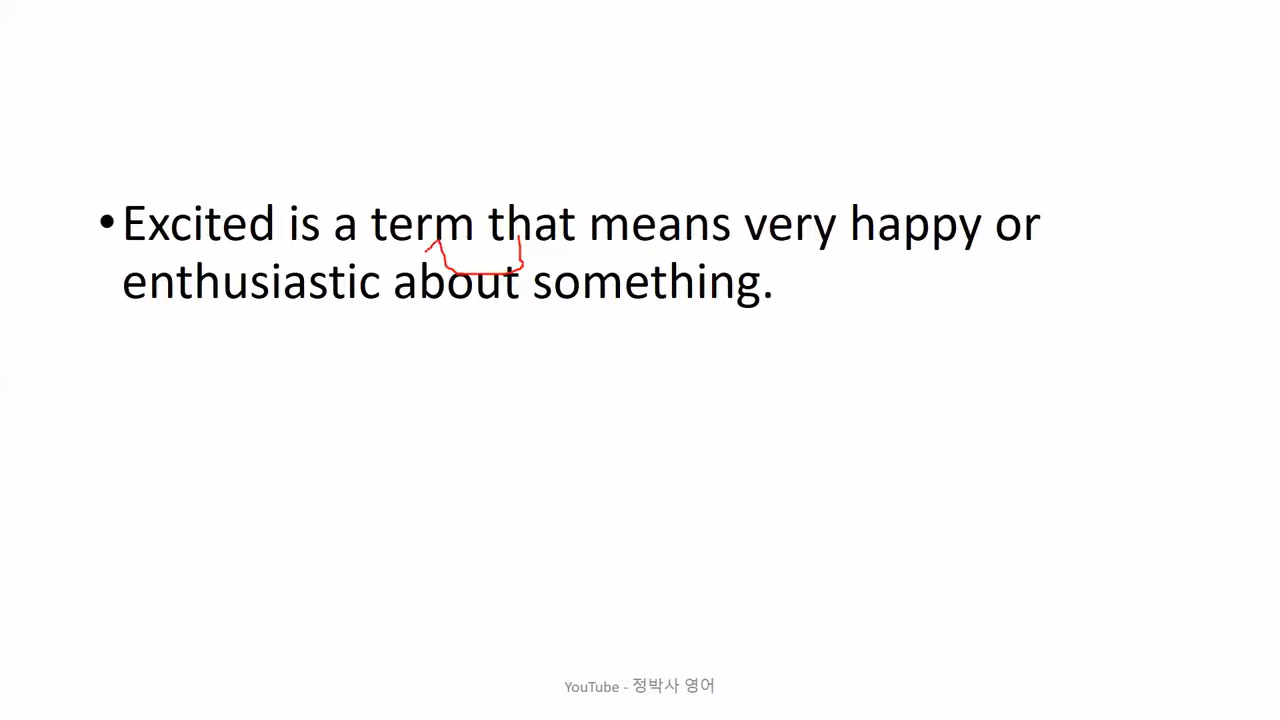 •Excited is a term that means very happy or
enthusiastic about something.
YouTube - 정박사 영어